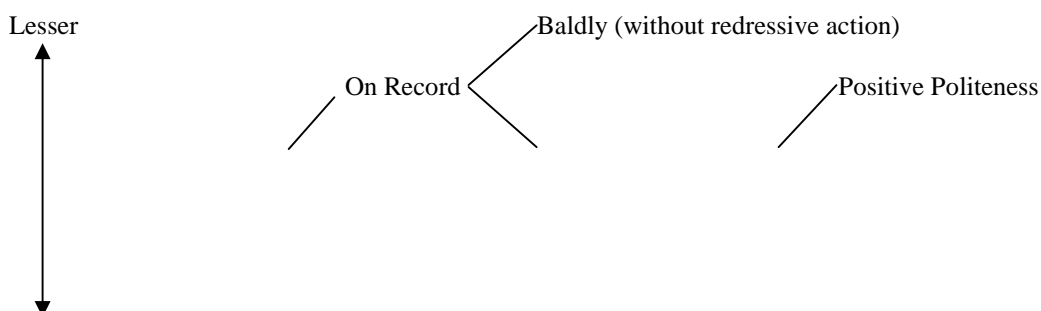 Lesser
Baldly (without redressive action)
On Record
Positive Politeness